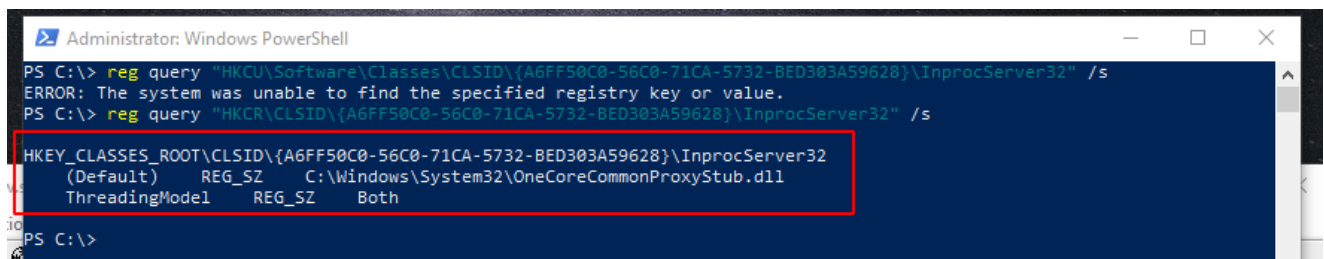 Administrator: Windows PowerShell
PS C:\> reg query "HKCU\Software\Classes\CLSID\{A6FF50C0-56C0-71CA-5732-BED303A59628}\InprocServer32" /s
ERROR: The system was unable to find the specified registry key or value.
PS C:\> reg query "HKCR\CLSID\{A6FF50C0-56C0-71CA-5732-BED303A59628}\InprocServer32" /s
HKEY_CLASSES_ROOT\CLSID\{A6FF50C0-56C0-71CA-5732-BED303A59628}\InprocServer32
(Default) REG_SZ C:\Windows\System32\OneCoreCommonProxyStub.dll
ThreadingModel REG_SZ Both
PS C:\>